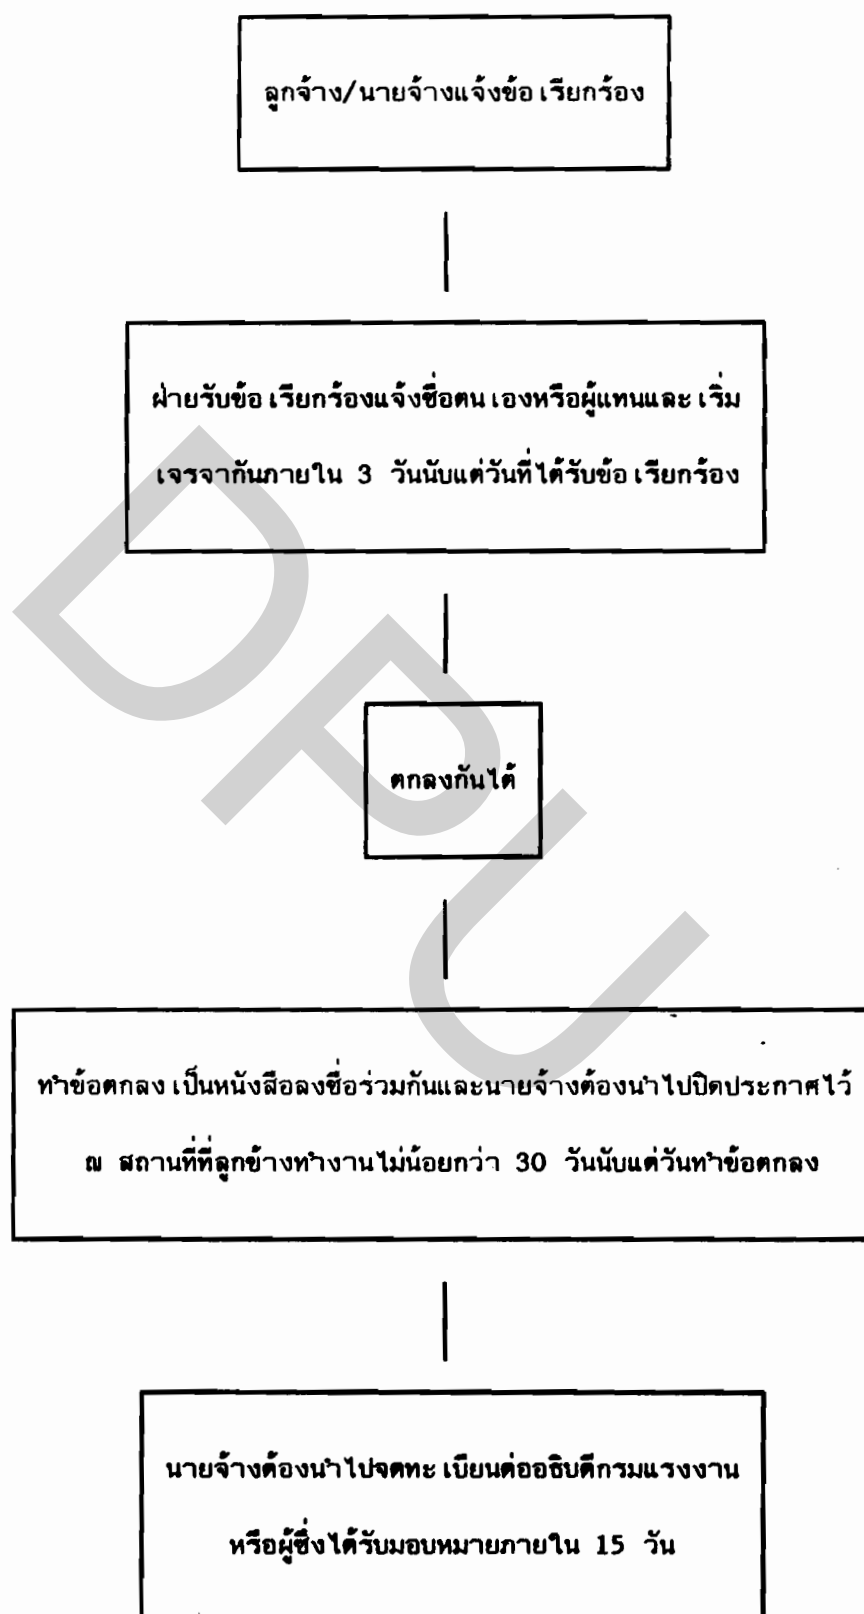 ลูกจ้าง/นายจ้างแจ้งข้อเรียกร้อง
ฝ่ายรับข้อเรียกร้องแจ้งชื่อตนเองหรือผู้แทนและเริ่ม
เจรจากันภายใน 3 วันนับแต่วันที่ได้รับข้อเรียกร้อง
ตกลงกันได้
ทำข้อตกลงเป็นหนังสือลงชื่อร่วมกันและนายจ้างต้องนำไปปิดประกาศไว้
ณ สถานที่ที่ลูกข้างทำงานไม่น้อยกว่า 30 วันนับแต่วันทำข้อตกลง
นายจ้างต้องนำไปจดทะเบียนต่ออธิบดีกรมแรงงาน
หรือผู้ซึ่งได้รับมอบหมายภายใน 15 วัน
DPU